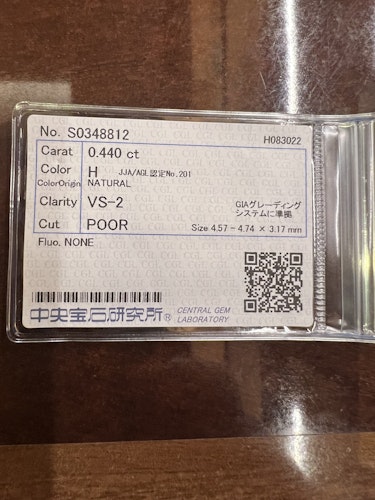 No. S0348812
H083022
Carat 0.440 ct
Color H JJA/AGL認定No.201
ColorOrigin NATURAL
Clarity VS-2
GIAグレーディング
システムに準拠
Cut POOR
Size 4.57 - 4.74 × 3.17 mm
Fluo. NONE
中央宝石研究所®
CENTRAL GEM
LABORATORY